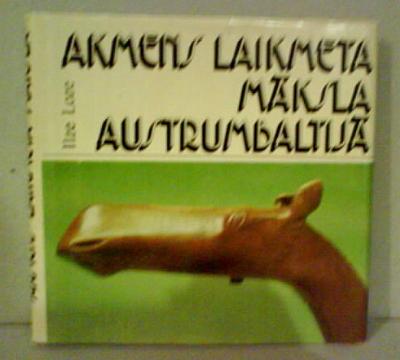 AKMENS LAIKMETA
MĀKSLA
AUSTRUMBALTIJĀ
Ilze Loze